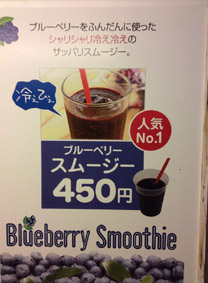 ブルーベリーをふんだんに使った
シャリシャリ冷え冷えの
サッパリスムージー。
冷えひえ
人気
No.1
ブルーベリー
スムージー
450円
Blueberry Smoothie